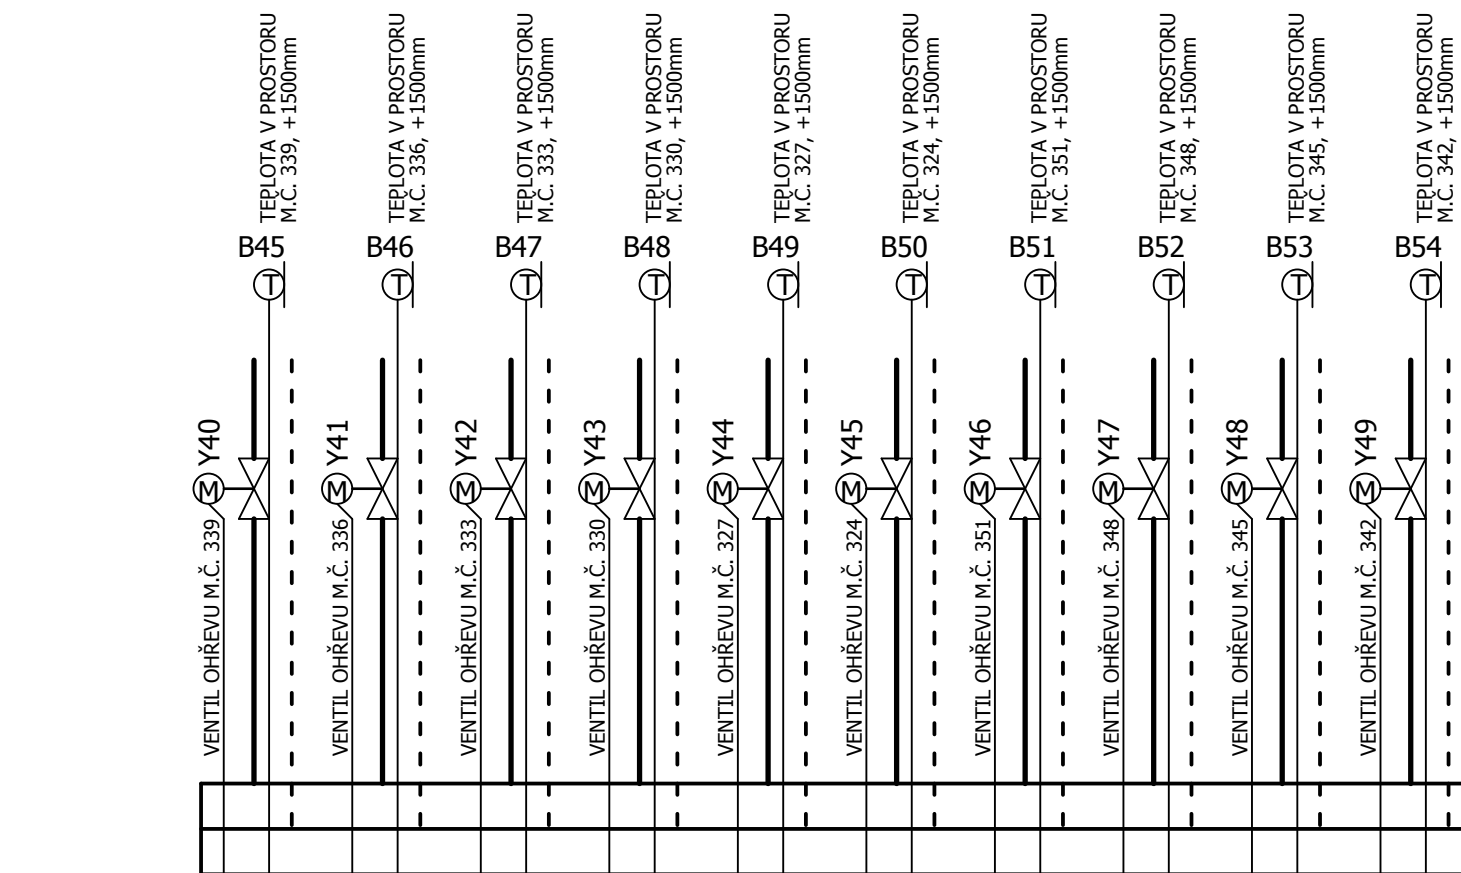 TEPLOTA V PROSTORU
M.Č. 339, +1500mm
TEPLOTA V PROSTORU
M.Č. 336, +1500mm
TEPLOTA V PROSTORU
M.Č. 333, +1500mm
TEPLOTA V PROSTORU
M.Č. 330, +1500mm
TEPLOTA V PROSTORU
M.Č. 327, +1500mm
TEPLOTA V PROSTORU
M.Č. 324, +1500mm
TEPLOTA V PROSTORU
M.Č. 351, +1500mm
TEPLOTA V PROSTORU
M.Č. 348, +1500mm
TEPLOTA V PROSTORU
M.Č. 345, +1500mm
TEPLOTA V PROSTORU
M.Č. 342, +1500mm
B45
B46
B47
B48
B49
B50
B51
B52
B53
B54
T
T
T
T
T
T
T
T
T
T
Y40
Y41
Y42
Y43
Y44
Y45
Y46
Y47
Y48
Y49
M
M
M
M
M
M
M
M
M
M
VENTIL OHŘEVU M.Č. 339
VENTIL OHŘEVU M.Č. 336
VENTIL OHŘEVU M.Č. 333
VENTIL OHŘEVU M.Č. 330
VENTIL OHŘEVU M.Č. 327
VENTIL OHŘEVU M.Č. 324
VENTIL OHŘEVU M.Č. 351
VENTIL OHŘEVU M.Č. 348
VENTIL OHŘEVU M.Č. 345
VENTIL OHŘEVU M.Č. 342